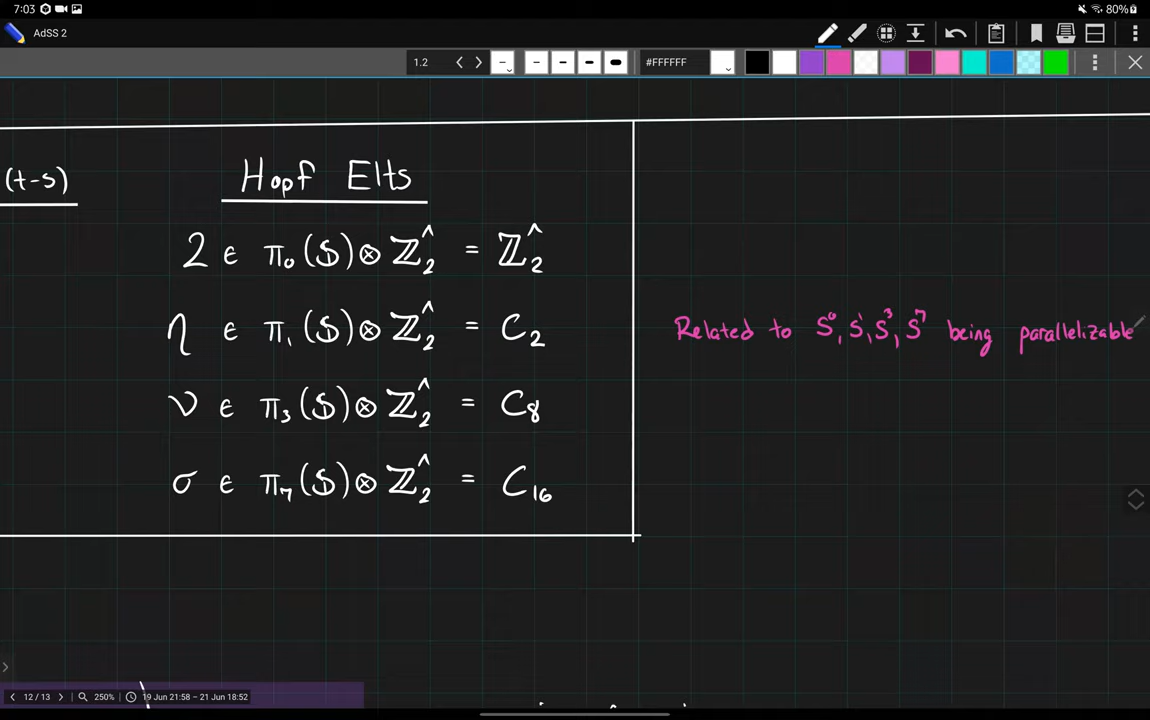 7:03
80%
AdSS 2
1.2
#FFFFFF
(t-s)
Hopf Elts
2 ∈ π₀(𝕊)⊗ℤ₂^ = ℤ₂^
η ∈ π₁(𝕊)⊗ℤ₂^ = C₂
Related to S⁰, S¹, S³, S⁷ being parallelizable
ν ∈ π₃(𝕊)⊗ℤ₂^ = C₈
σ ∈ π₇(𝕊)⊗ℤ₂^ = C₁₆
12 / 13
250%
19 Jun 21:58 – 21 Jun 18:52